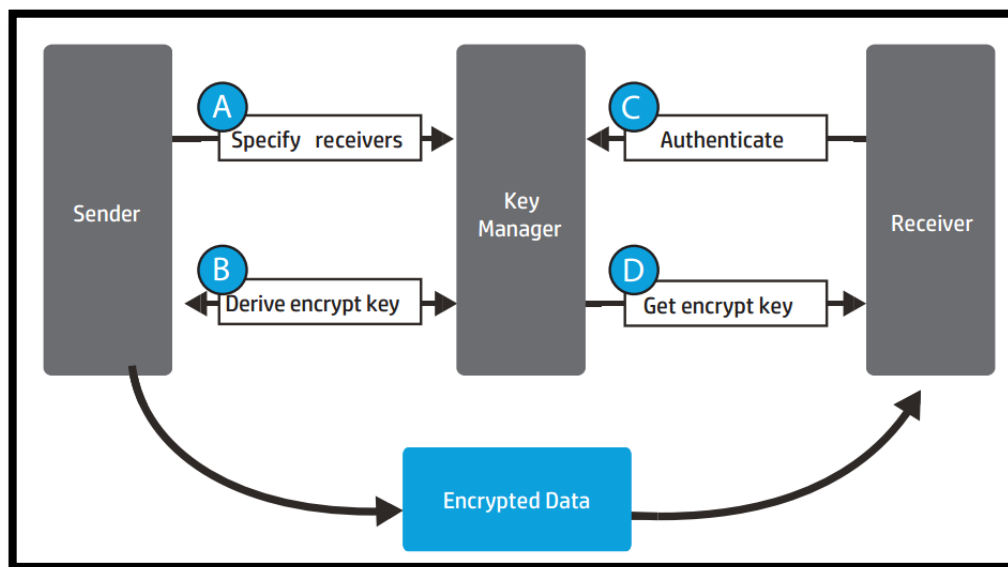 A
Specify receivers
C
Authenticate
Sender
Key
Manager
Receiver
B
Derive encrypt key
D
Get encrypt key
Encrypted Data